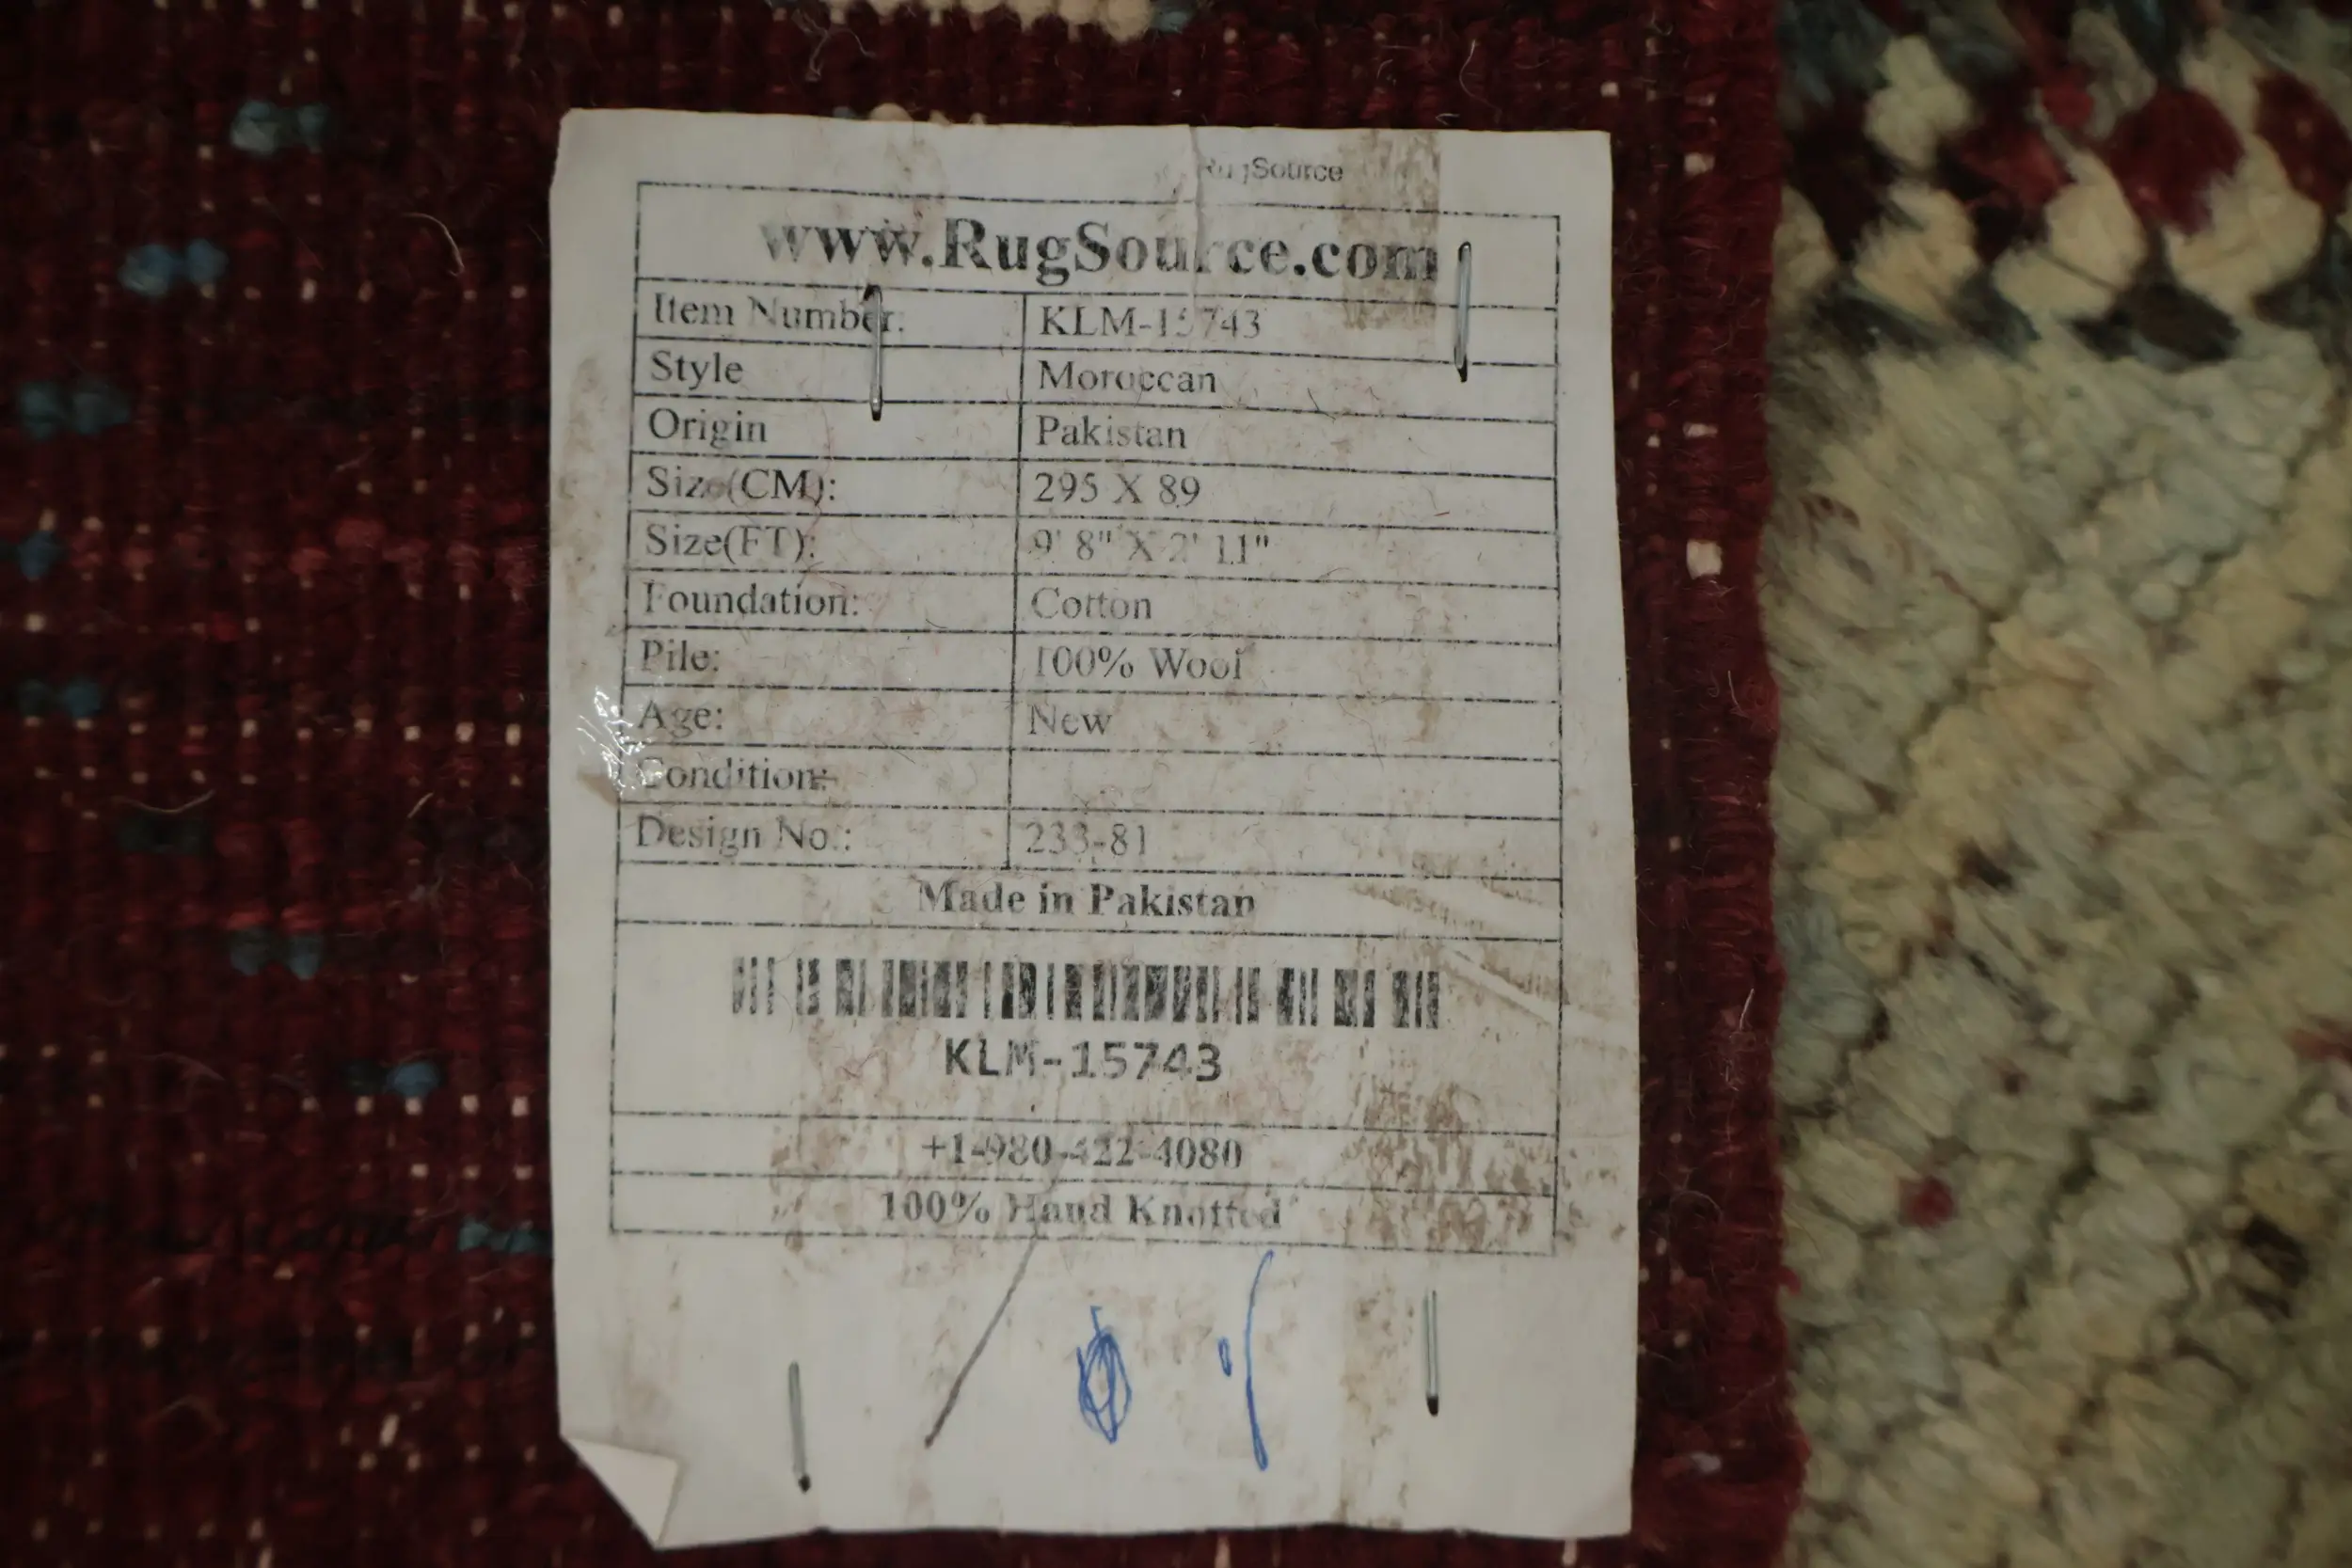 RugSource
www.RugSource.com
Item Number: KLM-15743
Style Moroccan
Origin Pakistan
Size(CM): 295 X 89
Size(FT): 9' 8" X 2' 11"
Foundation: Cotton
Pile: 100% Wool
Age: New
Condition:
Design No.: 233-81
Made in Pakistan
KLM-15743
+1-980-422-4080
100% Hand Knotted